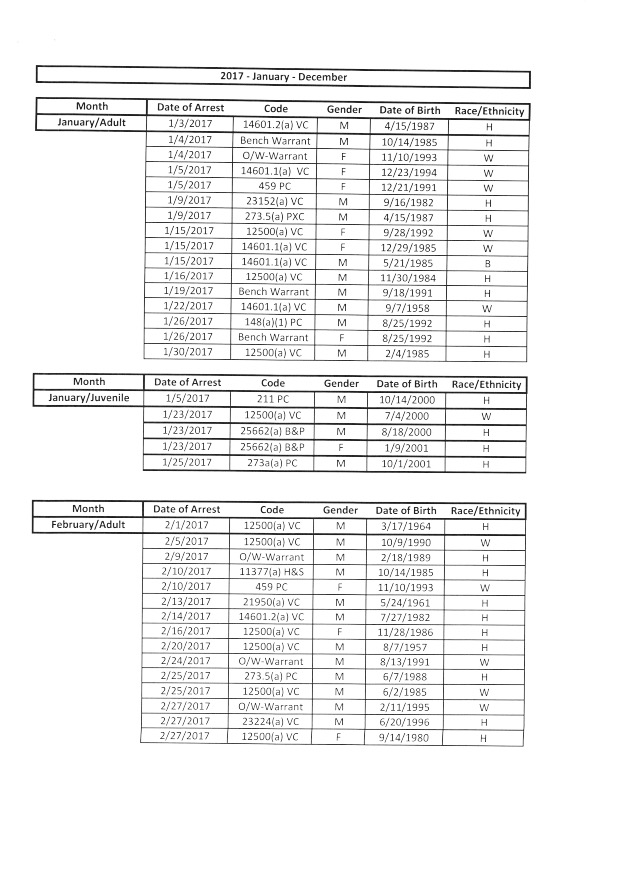 2017 - January - December
Month Date of Arrest Code Gender Date of Birth Race/Ethnicity
January/Adult 1/3/2017 14601.2(a) VC M 4/15/1987 H
1/4/2017 Bench Warrant M 10/14/1985 H
1/4/2017 O/W-Warrant F 11/10/1993 W
1/5/2017 14601.1(a) VC F 12/23/1994 W
1/5/2017 459 PC F 12/21/1991 W
1/9/2017 23152(a) VC M 9/16/1982 H
1/9/2017 273.5(a) PXC M 4/15/1987 H
1/15/2017 12500(a) VC F 9/28/1992 W
1/15/2017 14601.1(a) VC F 12/29/1985 W
1/15/2017 14601.1(a) VC M 5/21/1985 B
1/16/2017 12500(a) VC M 11/30/1984 H
1/19/2017 Bench Warrant M 9/18/1991 H
1/22/2017 14601.1(a) VC M 9/7/1958 W
1/26/2017 148(a)(1) PC M 8/25/1992 H
1/26/2017 Bench Warrant F 8/25/1992 H
1/30/2017 12500(a) VC M 2/4/1985 H
Month Date of Arrest Code Gender Date of Birth Race/Ethnicity
January/Juvenile 1/5/2017 211 PC M 10/14/2000 H
1/23/2017 12500(a) VC M 7/4/2000 W
1/23/2017 25662(a) B&P M 8/18/2000 H
1/23/2017 25662(a) B&P F 1/9/2001 H
1/25/2017 273a(a) PC M 10/1/2001 H
Month Date of Arrest Code Gender Date of Birth Race/Ethnicity
February/Adult 2/1/2017 12500(a) VC M 3/17/1964 H
2/5/2017 12500(a) VC M 10/9/1990 W
2/9/2017 O/W-Warrant M 2/18/1989 H
2/10/2017 11377(a) H&S M 10/14/1985 H
2/10/2017 459 PC F 11/10/1993 W
2/13/2017 21950(a) VC M 5/24/1961 H
2/14/2017 14601.2(a) VC M 7/27/1982 H
2/16/2017 12500(a) VC F 11/28/1986 H
2/20/2017 12500(a) VC M 8/7/1957 H
2/24/2017 O/W-Warrant M 8/13/1991 W
2/25/2017 273.5(a) PC M 6/7/1988 H
2/25/2017 12500(a) VC M 6/2/1985 W
2/27/2017 O/W-Warrant M 2/11/1995 W
2/27/2017 23224(a) VC M 6/20/1996 H
2/27/2017 12500(a) VC F 9/14/1980 H